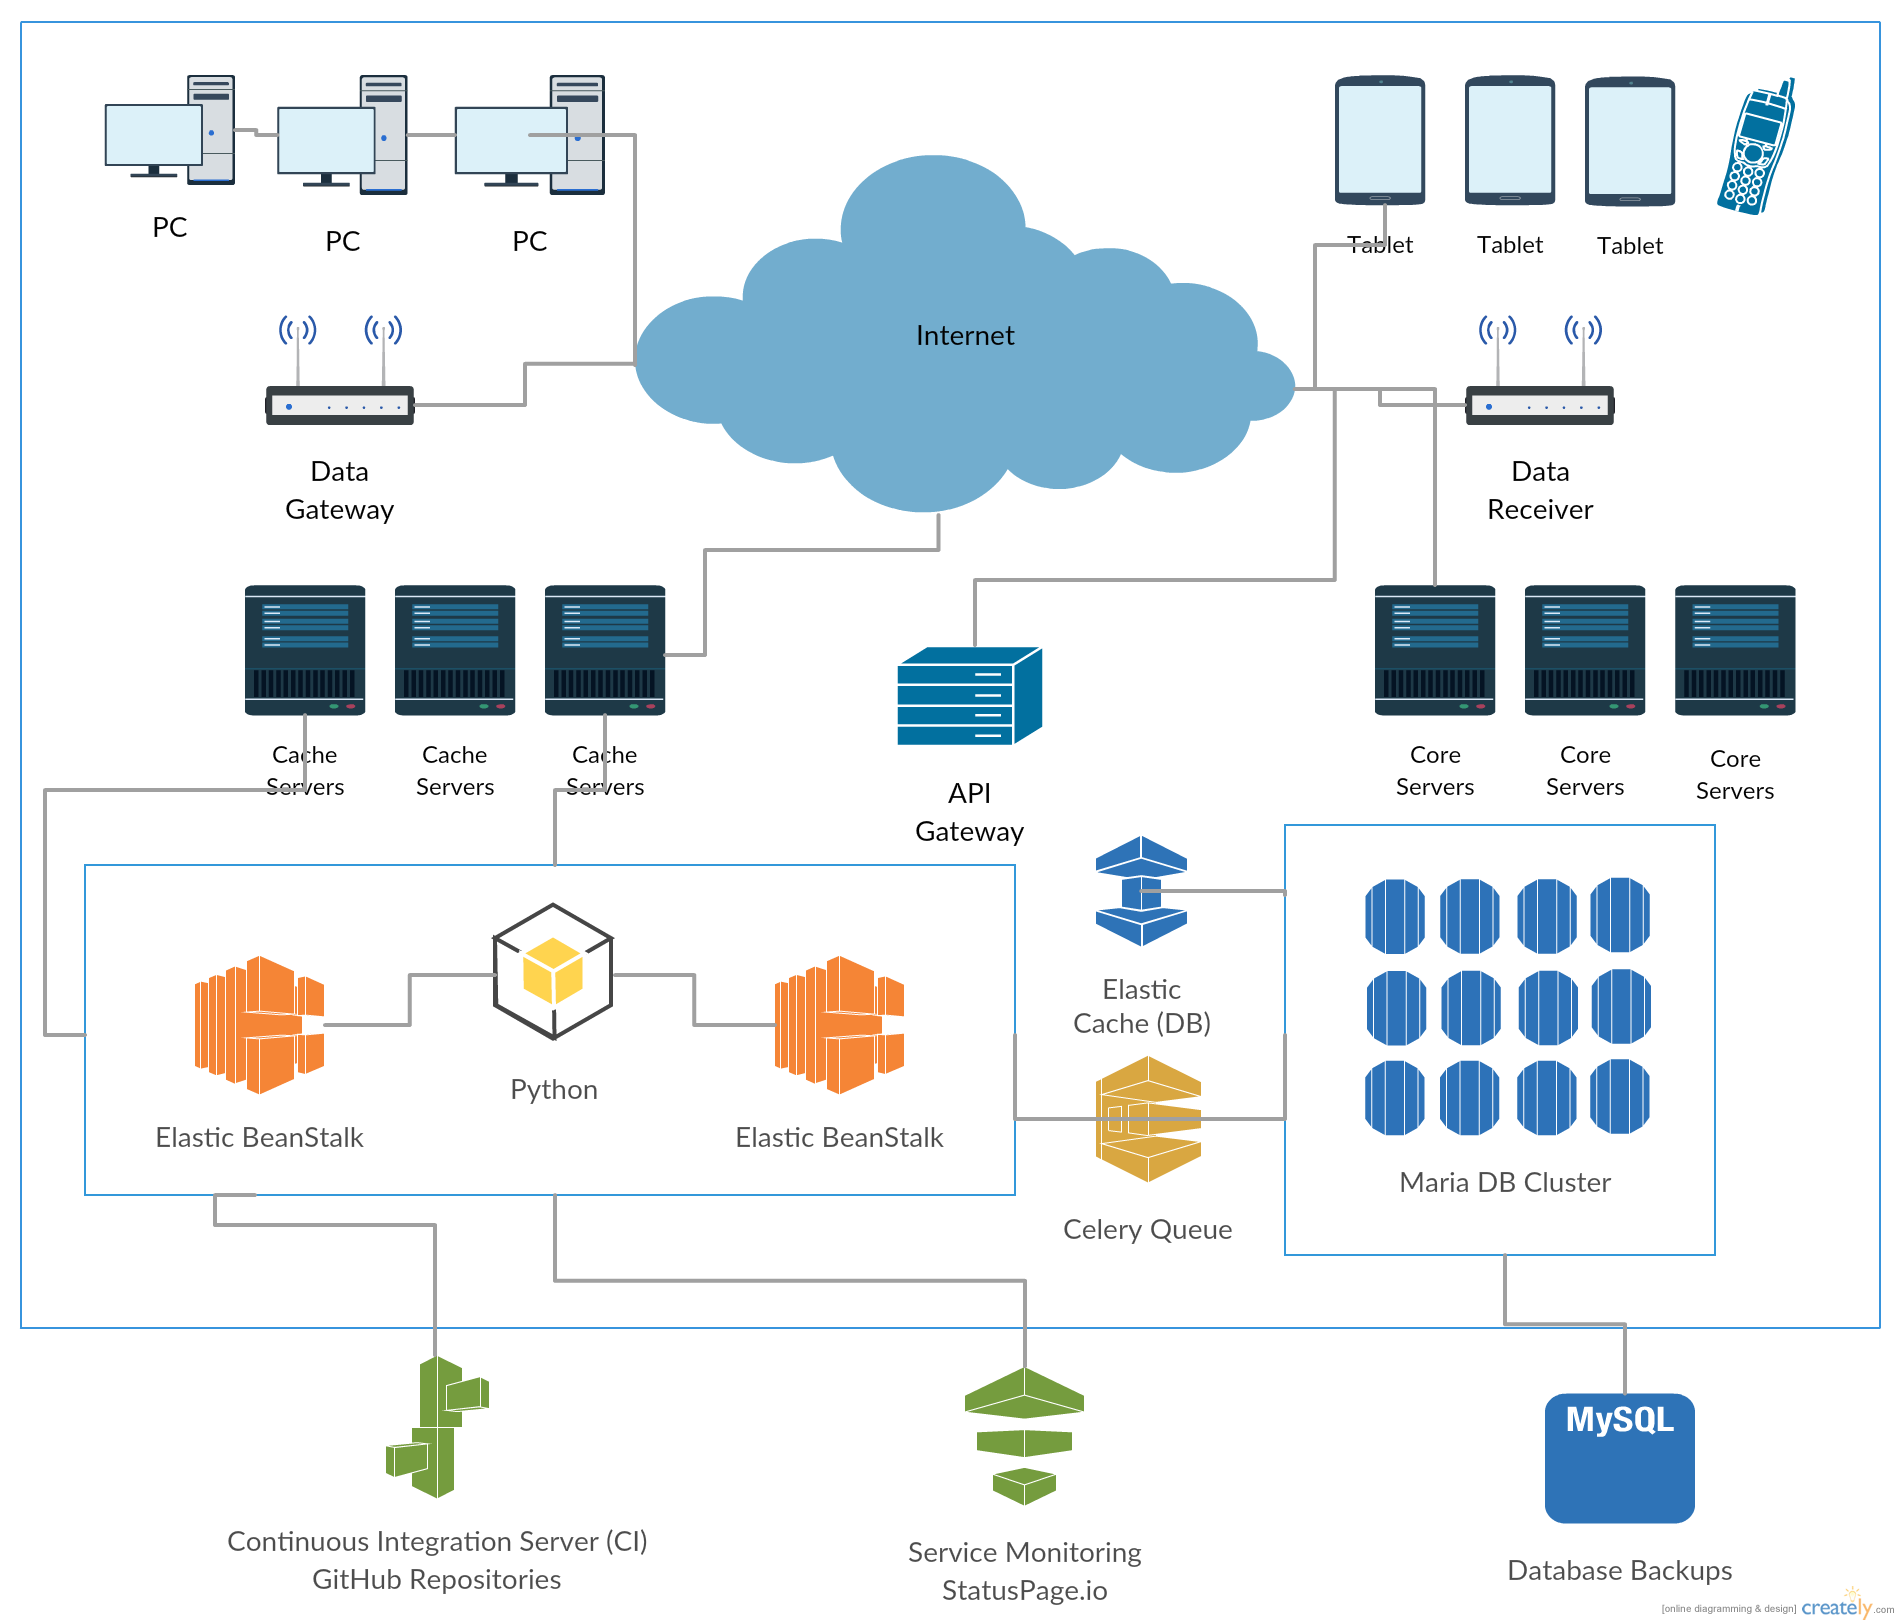 PC
PC
PC
Tablet
Tablet
Tablet
Internet
Data
Gateway
Data
Receiver
Cache
Servers
Cache
Servers
Cache
Servers
API
Gateway
Core
Servers
Core
Servers
Core
Servers
Elastic
Cache (DB)
Python
Elastic BeanStalk
Elastic BeanStalk
Celery Queue
Maria DB Cluster
MySQL
Continuous Integration Server (CI)
GitHub Repositories
Service Monitoring
StatusPage.io
Database Backups
[online diagramming & design] creately.com